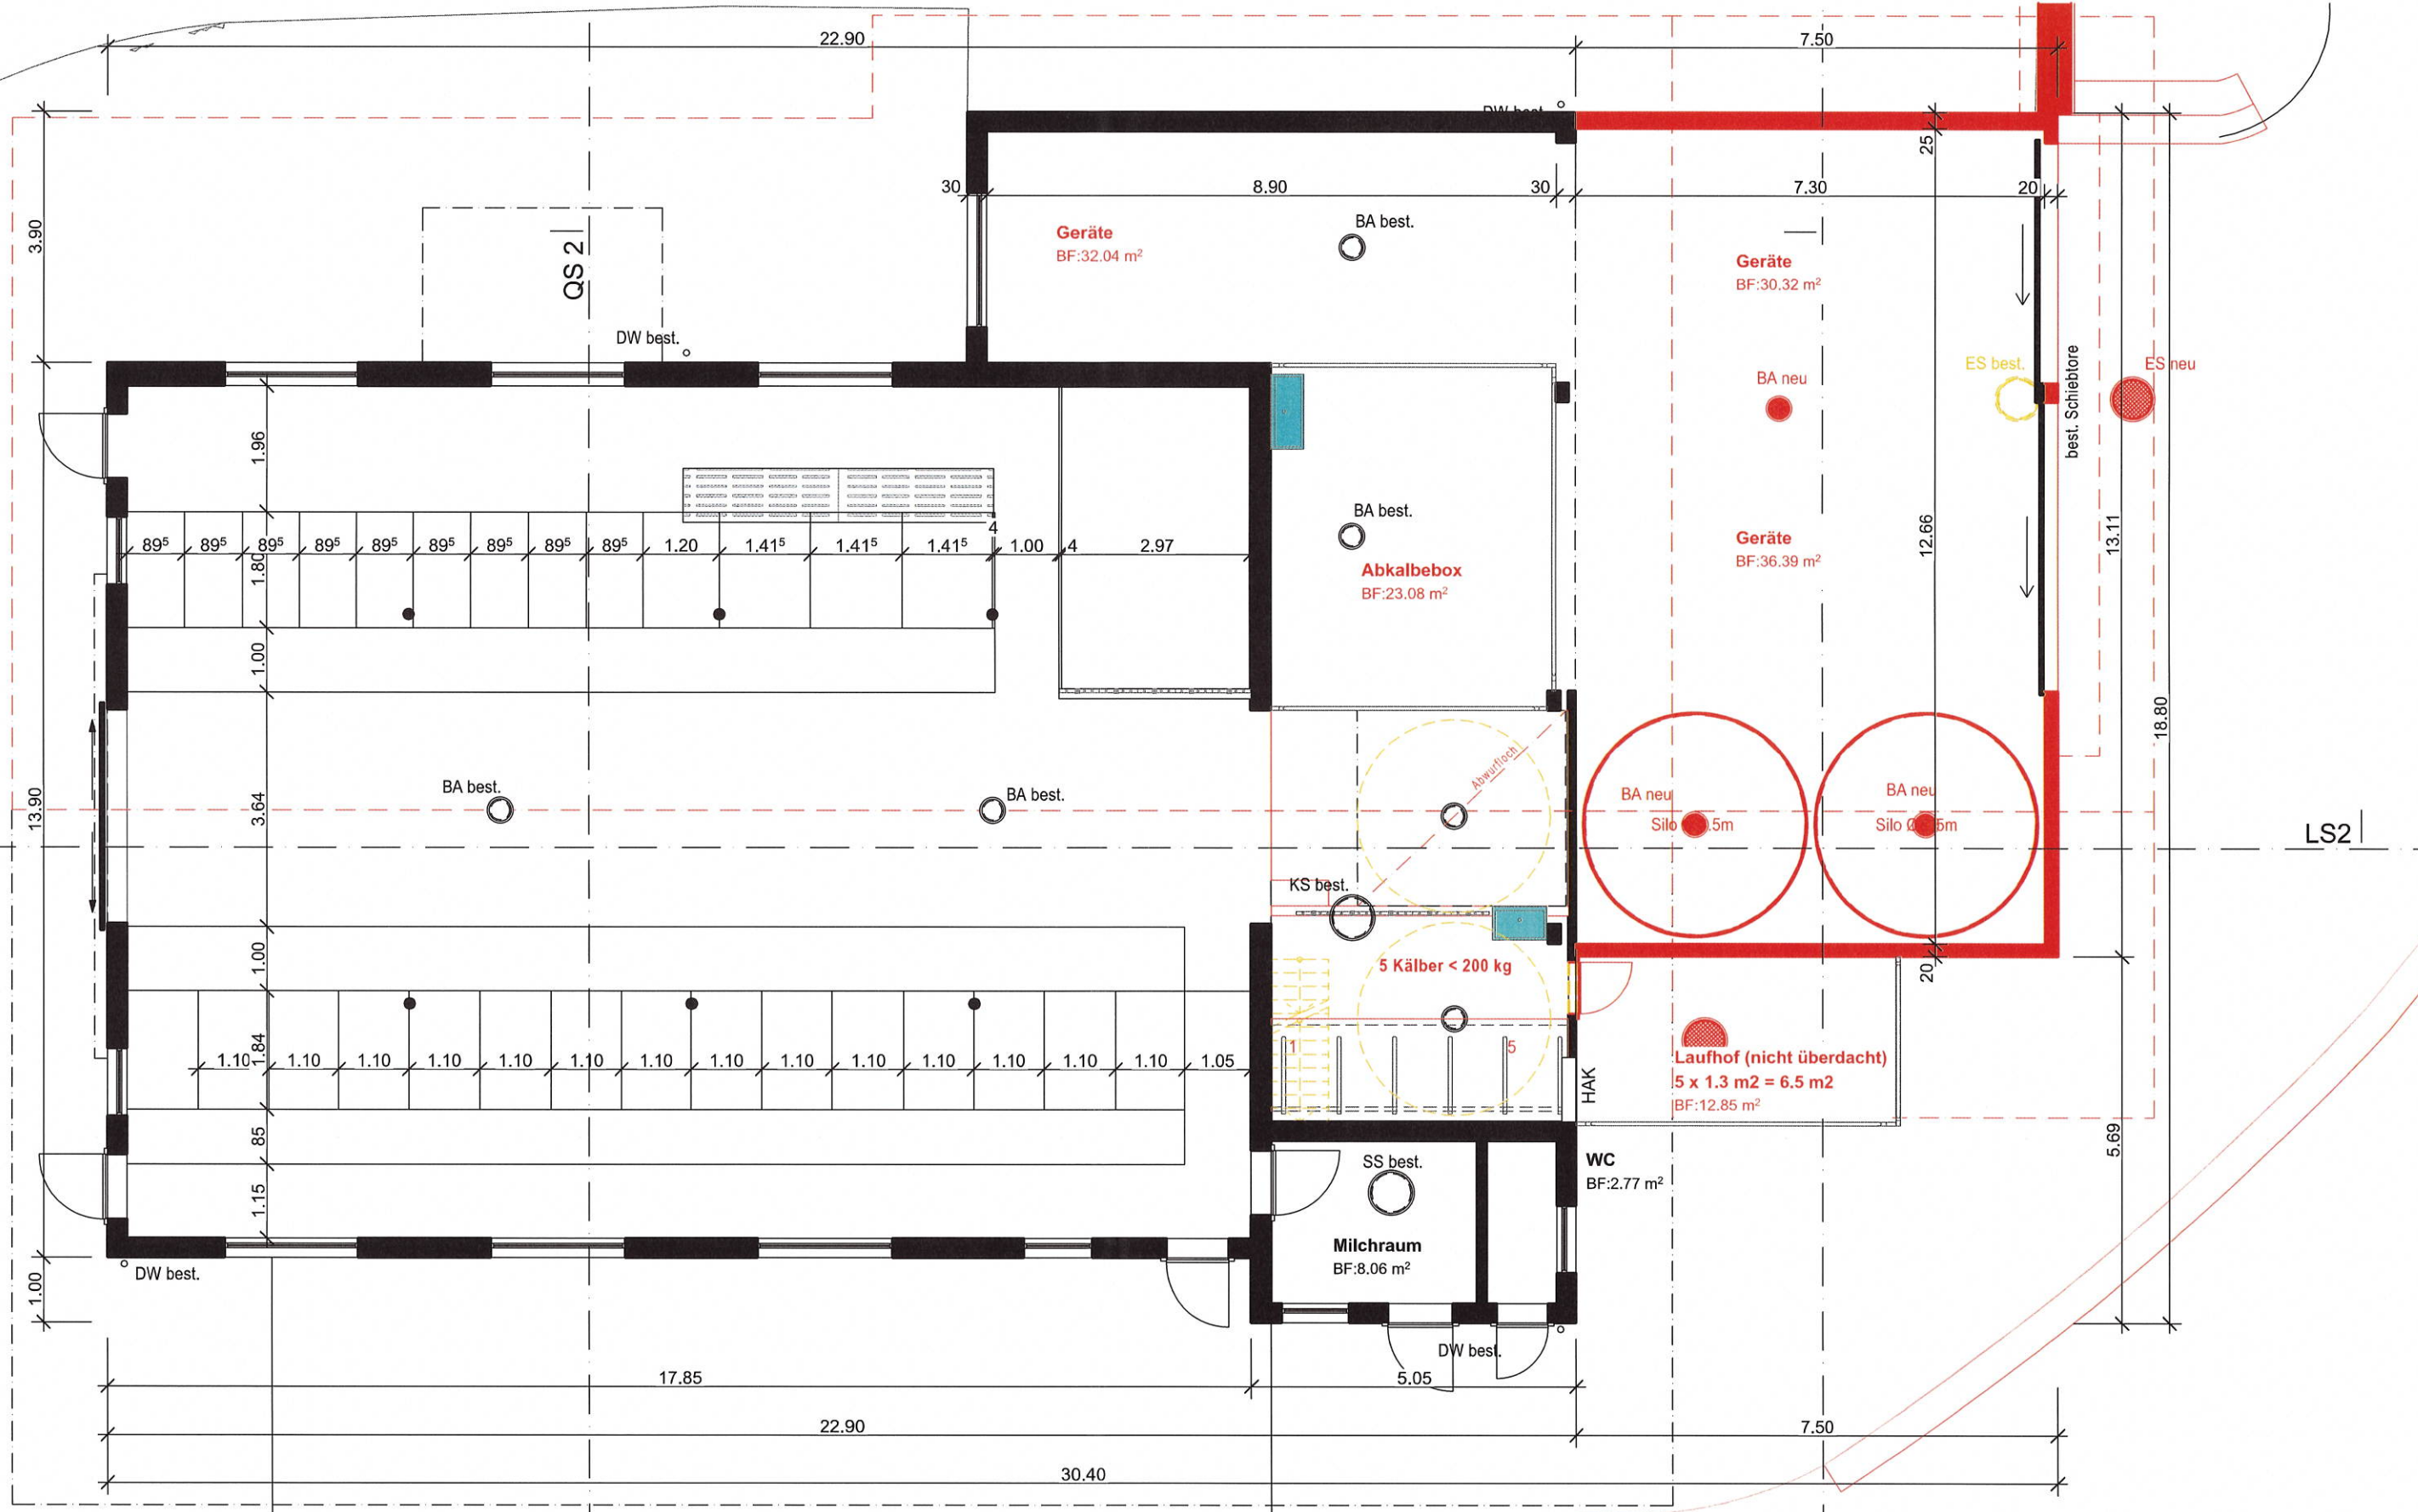 22.90
7.50
DW best.
25
30
8.90
30
7.30
20
3.90
QS 2
Geräte
BF:32.04 m²
BA best.
Geräte
BF:30.32 m²
DW best.
BA neu
ES best.
ES neu
best. Schiebtore
1.96
4
89⁵ 89⁵ 89⁵ 89⁵ 89⁵ 89⁵ 89⁵ 89⁵ 89⁵ 1.20 1.41⁵ 1.41⁵ 1.41⁵ 1.00 4 2.97
1.80
BA best.
Abkalbebox
BF:23.08 m²
Geräte
BF:36.39 m²
12.66
13.11
1.00
18.80
Abwurfloch
BA best.
BA best.
BA neu
Silo .5m
BA neu
Silo Ø 5m
13.90
3.64
LS2
KS best.
1.00
5 Kälber < 200 kg
20
1 5
1.84
1.10 1.10 1.10 1.10 1.10 1.10 1.10 1.10 1.10 1.10 1.10 1.10 1.10 1.10 1.05
HAK
Laufhof (nicht überdacht)
5 x 1.3 m2 = 6.5 m2
BF:12.85 m²
85
5.69
1.15
SS best.
WC
BF:2.77 m²
Milchraum
BF:8.06 m²
DW best.
1.00
DW best.
17.85
5.05
22.90
7.50
30.40